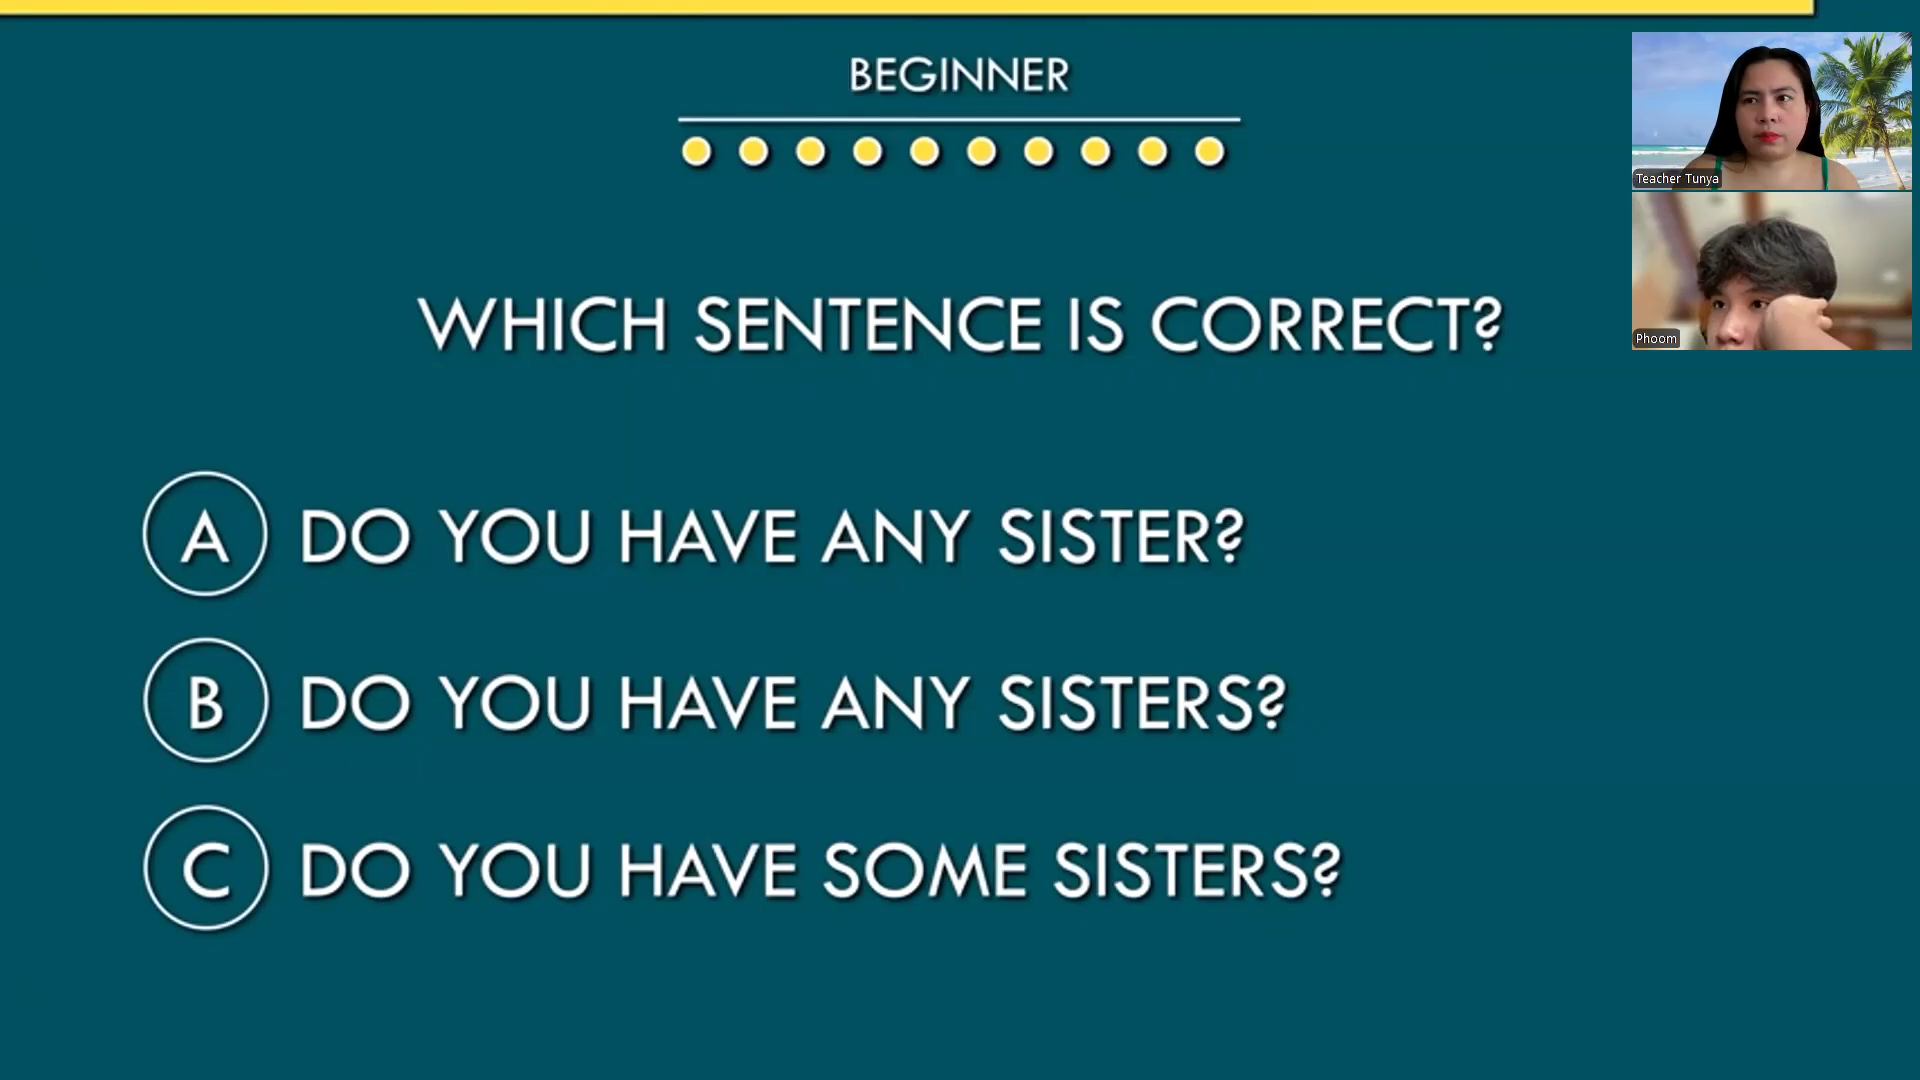 BEGINNER
WHICH SENTENCE IS CORRECT?
A DO YOU HAVE ANY SISTER?
B DO YOU HAVE ANY SISTERS?
C DO YOU HAVE SOME SISTERS?
Teacher Tunya
Phoom